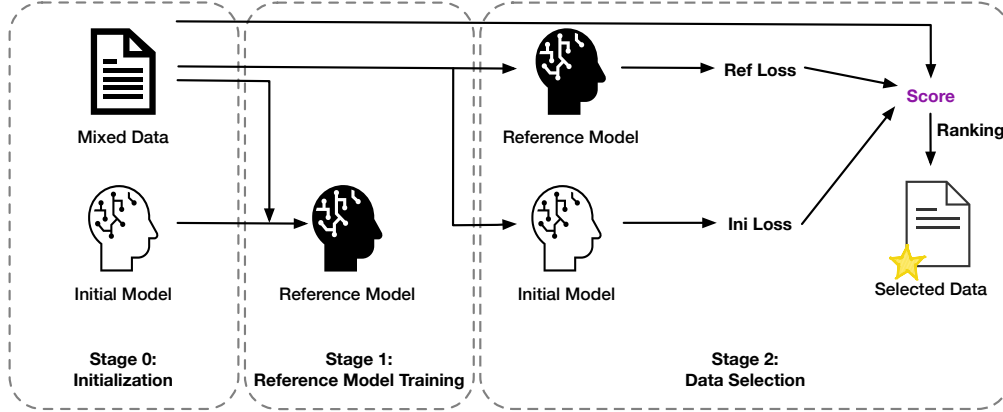 Mixed Data
Initial Model
Stage 0:
Initialization
Reference Model
Stage 1:
Reference Model Training
Reference Model
Ref Loss
Score
Ranking
Initial Model
Ini Loss
Selected Data
Stage 2:
Data Selection